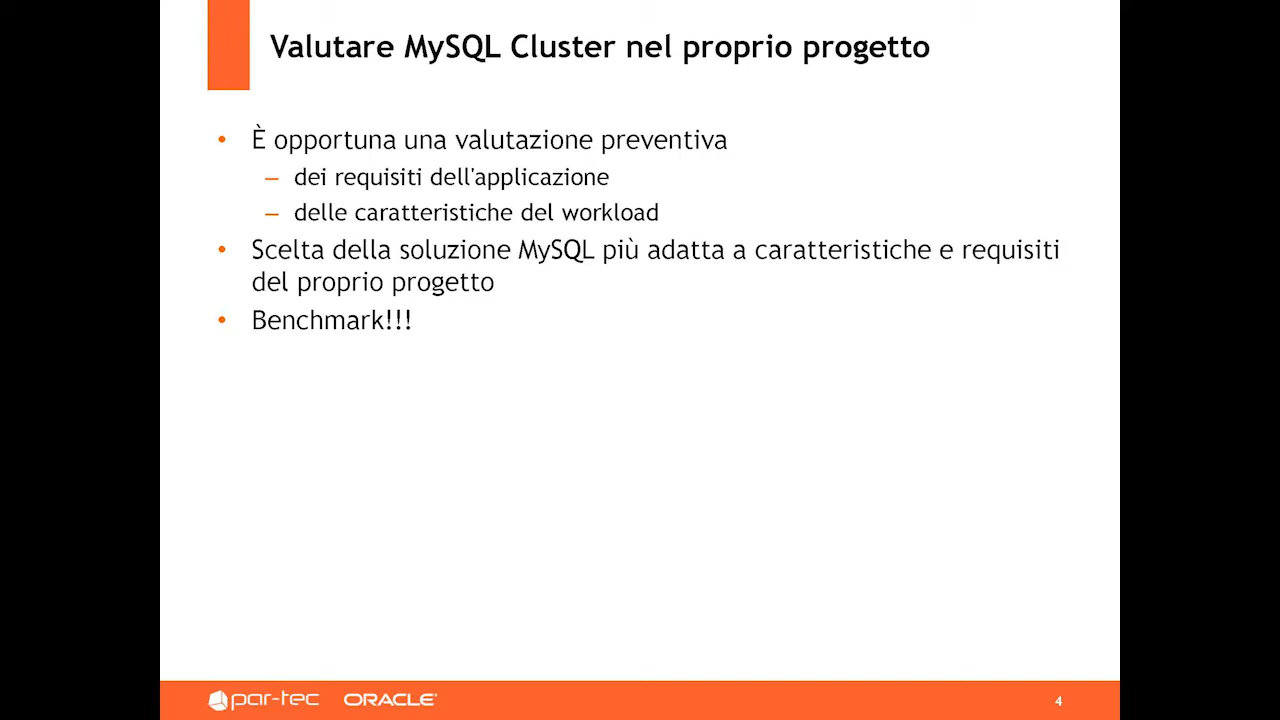 Valutare MySQL Cluster nel proprio progetto
• È opportuna una valutazione preventiva
– dei requisiti dell'applicazione
– delle caratteristiche del workload
• Scelta della soluzione MySQL più adatta a caratteristiche e requisiti
del proprio progetto
• Benchmark!!!
par-tec ORACLE 4